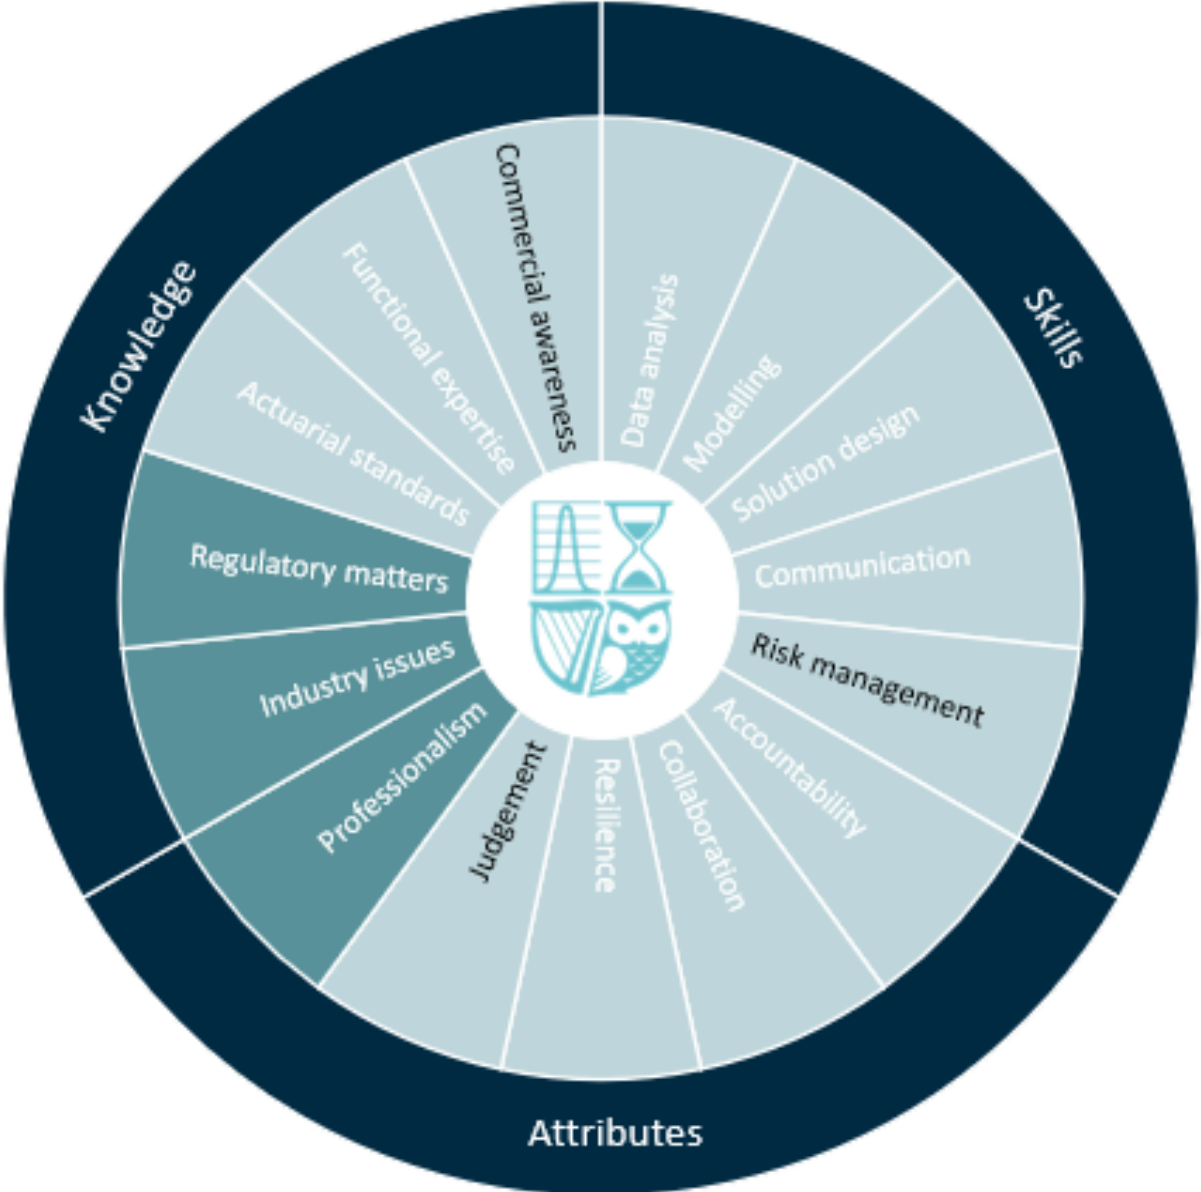 Knowledge
Skills
Attributes
Commercial awareness
Functional expertise
Actuarial standards
Regulatory matters
Industry issues
Data analysis
Modelling
Solution design
Communication
Risk management
Accountability
Collaboration
Resilience
Judgement
Professionalism